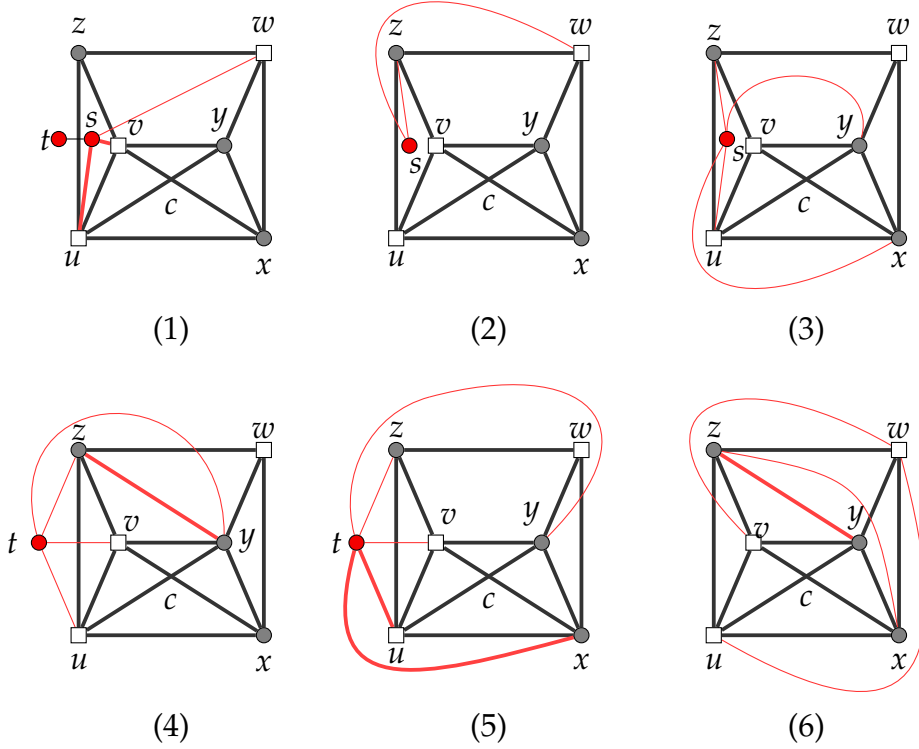 z w z w z w
t s v y s v y s v y
c c c
u x u x u x
(1) (2) (3)
z w z w z w
t v y t v y v y
c c c
u x u x u x
(4) (5) (6)